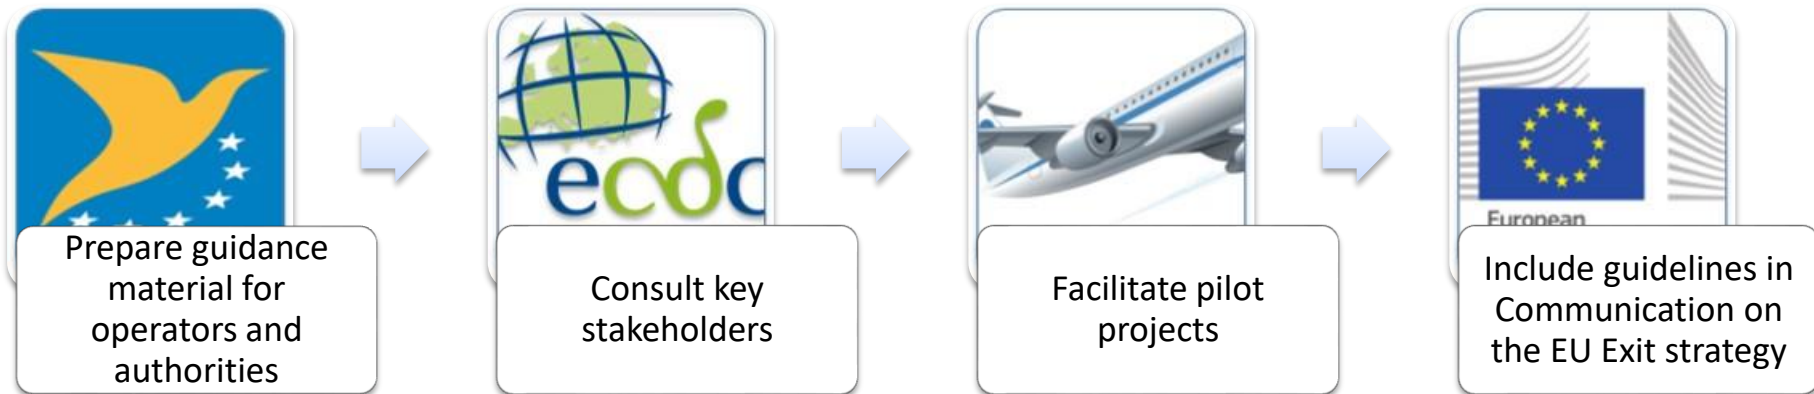 Prepare guidance
material for
operators and
authorities
ecdc
Consult key
stakeholders
Facilitate pilot
projects
European
Include guidelines in
Communication on
the EU Exit strategy